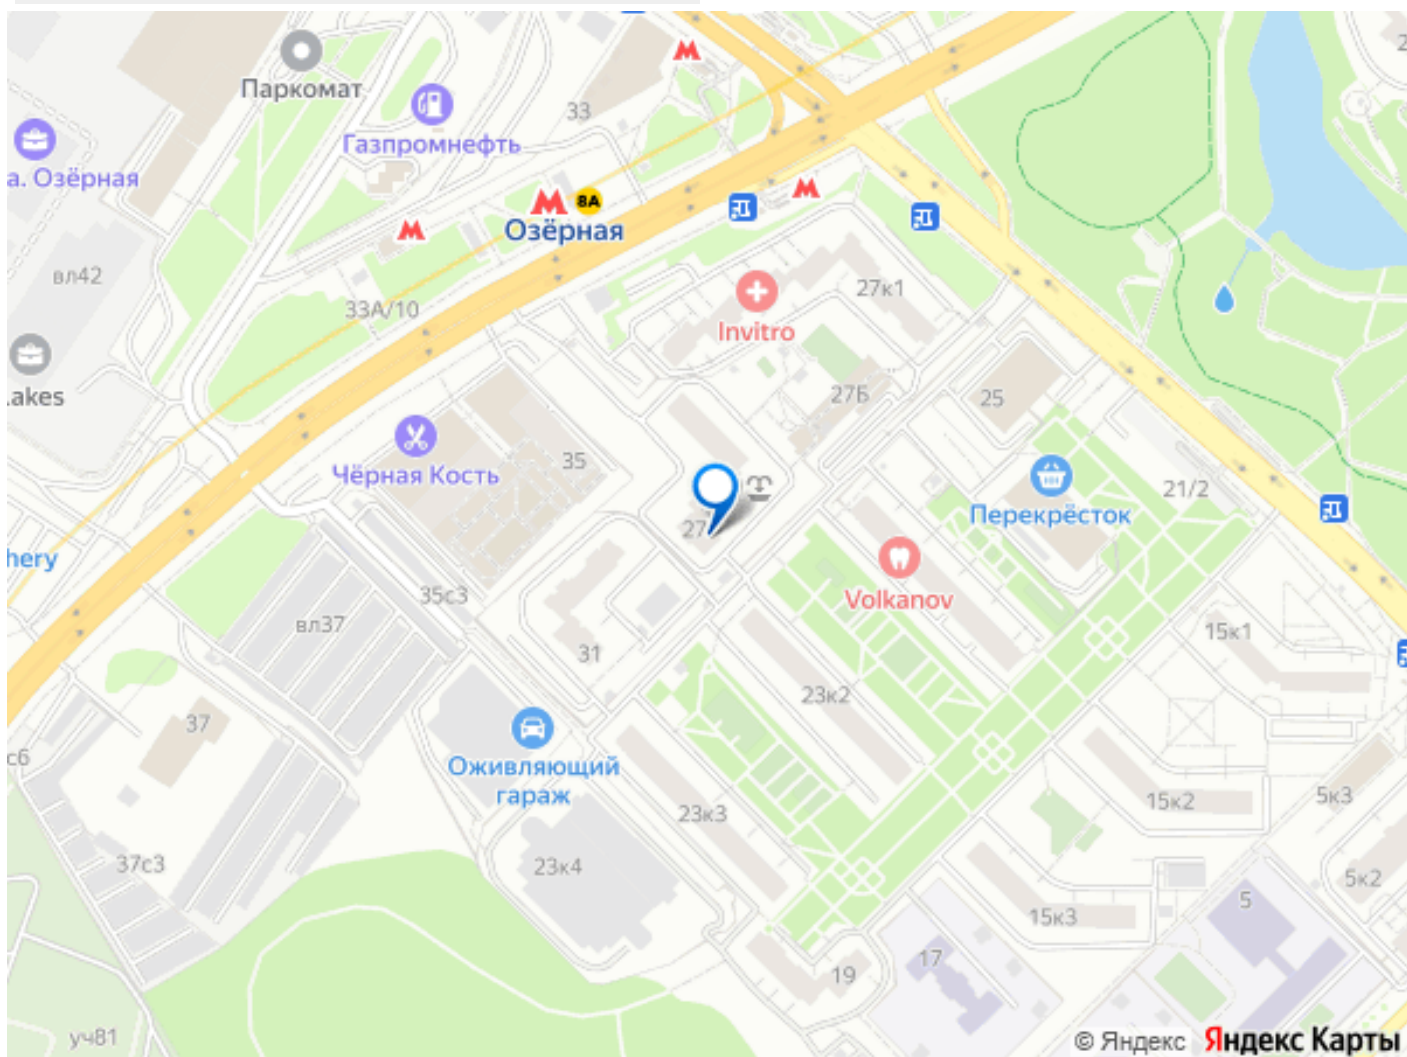 Паркомат
33
Газпромнефть
а. Озёрная
8А
Озёрная
вл42
33А/10
27к1
Invitro
.akes
27Б
25
Чёрная Кость
35
21/2
Перекрёсток
27
hery
Volkanov
35с3
вл37
31
15к1
23к2
37
с6
Оживляющий
гараж
23к3
15к2
5к3
37с3
23к4
5к2
5
15к3
17
19
уч81
© Яндекс
Яндекс Карты